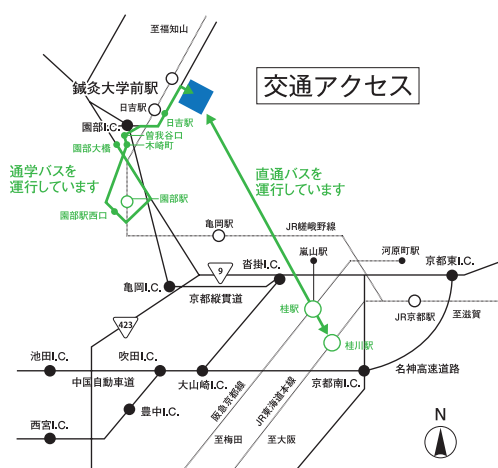 至福知山
交通アクセス
鍼灸大学前駅
日吉駅
日吉駅
園部I.C.
曽我谷口
園部大橋
木崎町
通学バスを
運行しています
直通バスを
運行しています
園部駅
園部駅西口
亀岡駅
JR嵯峨野線
嵐山駅
河原町駅
京都東I.C.
9
沓掛I.C.
亀岡I.C.
京都縦貫道
桂駅
JR京都駅
至滋賀
423
桂川駅
池田I.C.
吹田I.C.
中国自動車道
大山崎I.C.
京都南I.C.
名神高速道路
阪急京都線
JR東海道本線
豊中I.C.
西宮I.C.
至梅田
至大阪
N